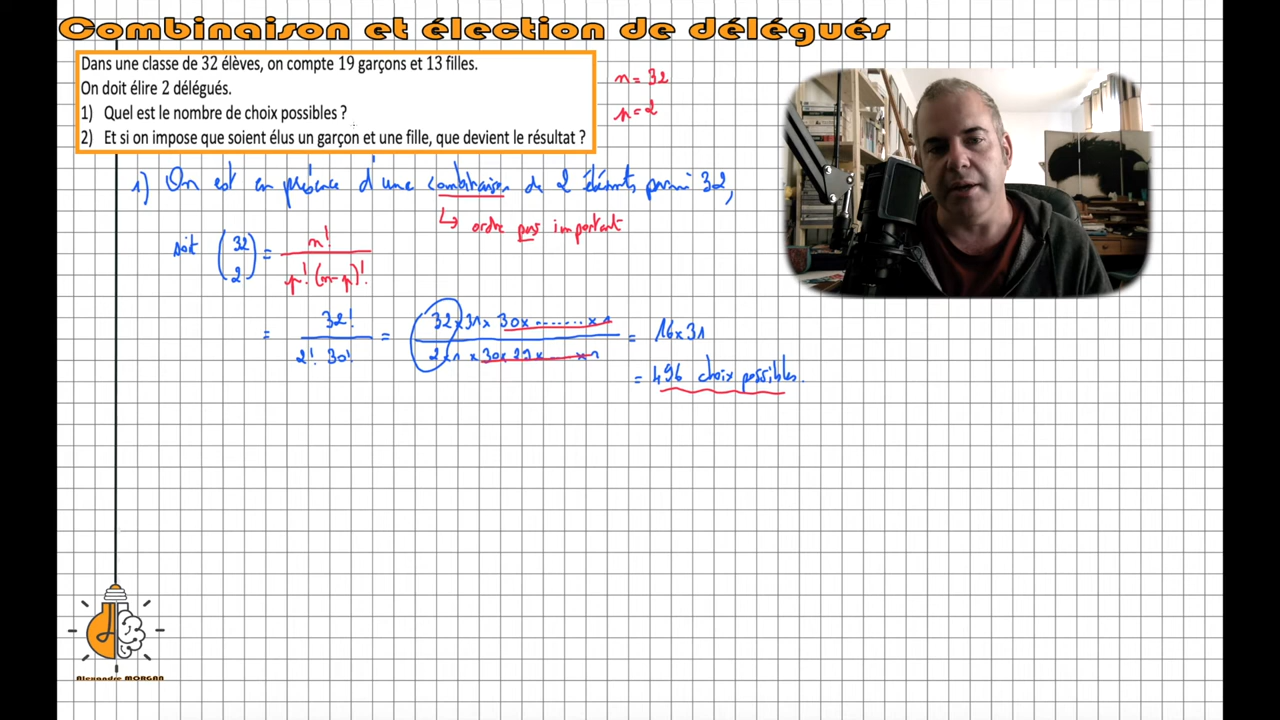 Combinaison et élection de délégués
Dans une classe de 32 élèves, on compte 19 garçons et 13 filles.
On doit élire 2 délégués.
1) Quel est le nombre de choix possibles ?
2) Et si on impose que soient élus un garçon et une fille, que devient le résultat ?
n = 32
p = 2
1) On est en présence d'une combinaison de 2 éléments parmi 32,
↳ ordre pas important
soit (32 2) = n! / p! (n-p)!
= 32! / 2! 30! = 32×31×30×........×1 / 2×1×30×29×....×1 = 16×31
= 496 choix possibles.
Alexandre MORGAN